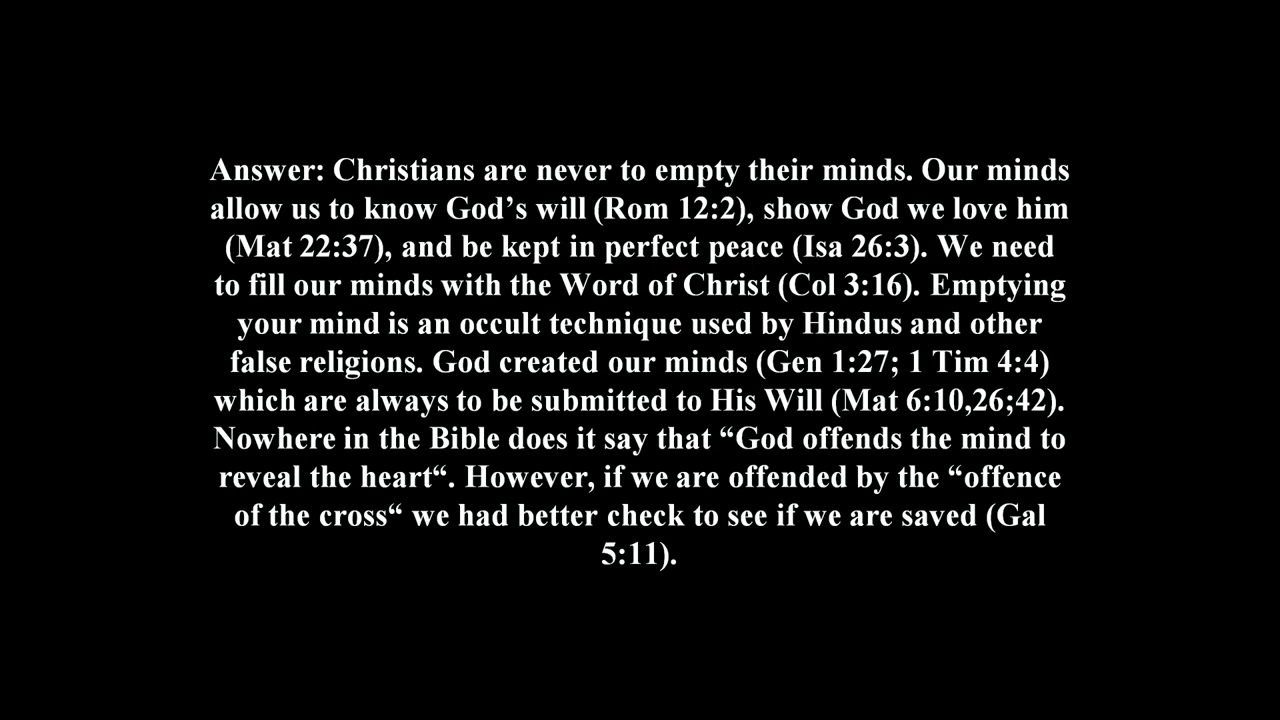 Answer: Christians are never to empty their minds. Our minds
allow us to know God’s will (Rom 12:2), show God we love him
(Mat 22:37), and be kept in perfect peace (Isa 26:3). We need
to fill our minds with the Word of Christ (Col 3:16). Emptying
your mind is an occult technique used by Hindus and other
false religions. God created our minds (Gen 1:27; 1 Tim 4:4)
which are always to be submitted to His Will (Mat 6:10,26;42).
Nowhere in the Bible does it say that “God offends the mind to
reveal the heart“. However, if we are offended by the “offence
of the cross“ we had better check to see if we are saved (Gal
5:11).